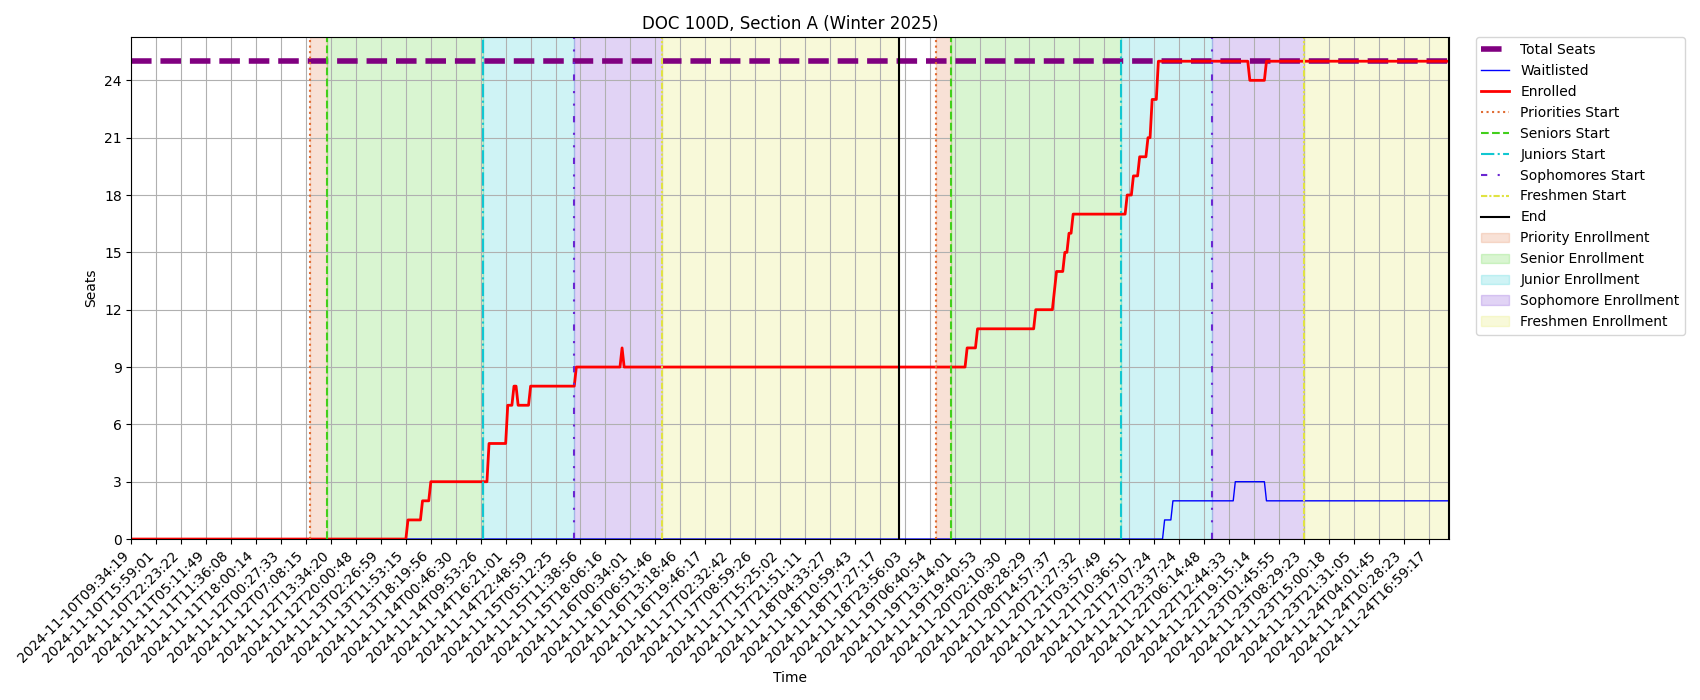 DOC 100D, Section A (Winter 2025)
Seats
24
21
18
15
12
9
6
3
0
2024-11-10T09:34:19
2024-11-10T15:59:01
2024-11-10T22:23:22
2024-11-11T05:11:49
2024-11-11T11:36:08
2024-11-11T18:00:14
2024-11-12T00:27:33
2024-11-12T07:08:15
2024-11-12T13:34:20
2024-11-12T20:00:48
2024-11-13T02:26:59
2024-11-13T11:53:15
2024-11-13T18:19:56
2024-11-14T00:46:30
2024-11-14T09:53:26
2024-11-14T16:21:01
2024-11-14T22:48:59
2024-11-15T05:12:25
2024-11-15T11:38:56
2024-11-15T18:06:16
2024-11-16T00:34:01
2024-11-16T06:51:46
2024-11-16T13:18:46
2024-11-16T19:46:17
2024-11-17T02:32:42
2024-11-17T08:59:26
2024-11-17T15:25:02
2024-11-17T21:51:11
2024-11-18T04:33:27
2024-11-18T10:59:43
2024-11-18T17:27:17
2024-11-18T23:56:03
2024-11-19T06:40:54
2024-11-19T13:14:01
2024-11-19T19:40:53
2024-11-20T02:10:30
2024-11-20T08:28:29
2024-11-20T14:57:37
2024-11-20T21:27:32
2024-11-21T03:57:49
2024-11-21T10:36:51
2024-11-21T17:07:24
2024-11-21T23:37:24
2024-11-22T06:14:48
2024-11-22T12:44:33
2024-11-22T19:15:14
2024-11-23T01:45:55
2024-11-23T08:29:23
2024-11-23T15:00:18
2024-11-23T21:31:05
2024-11-24T04:01:45
2024-11-24T10:28:23
2024-11-24T16:59:17
Time
Total Seats
Waitlisted
Enrolled
Priorities Start
Seniors Start
Juniors Start
Sophomores Start
Freshmen Start
End
Priority Enrollment
Senior Enrollment
Junior Enrollment
Sophomore Enrollment
Freshmen Enrollment